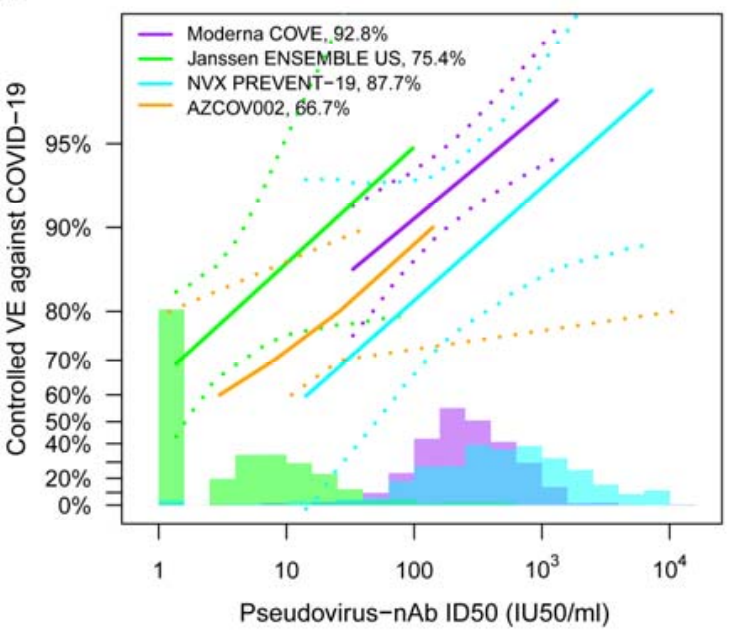 Moderna COVE, 92.8%
Janssen ENSEMBLE US, 75.4%
NVX PREVENT−19, 87.7%
AZCOV002, 66.7%
Controlled VE against COVID−19
95%
90%
80%
70%
60%
50%
40%
20%
0%
1 10 100 10³ 10⁴
Pseudovirus−nAb ID50 (IU50/ml)